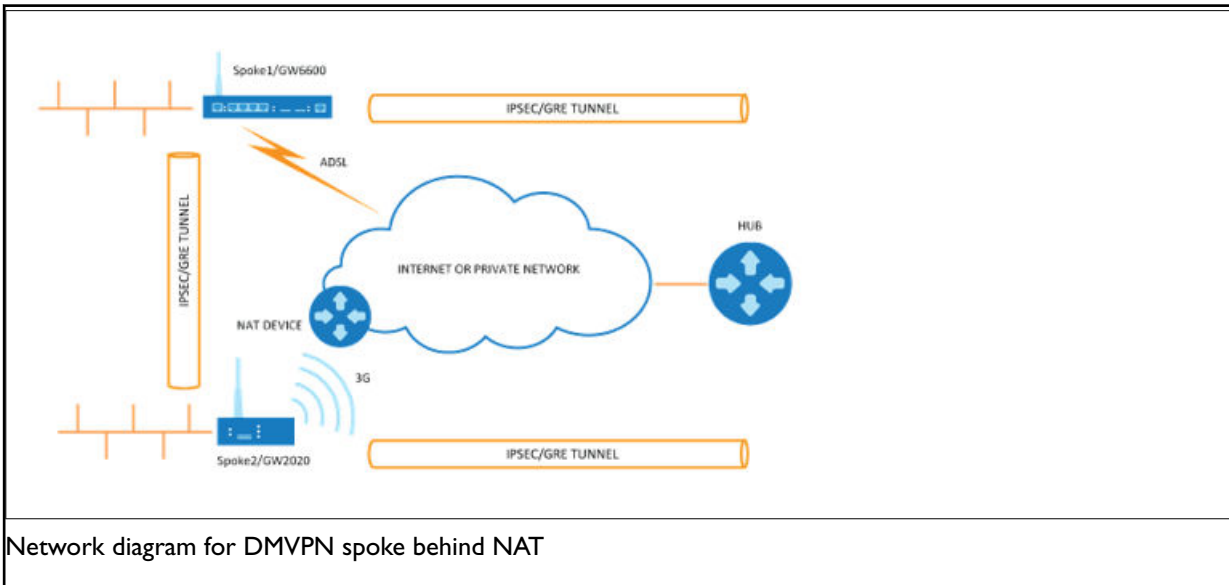 Spoke1/GW6600
IPSEC/GRE TUNNEL
ADSL
IPSEC/GRE TUNNEL
HUB
INTERNET OR PRIVATE NETWORK
NAT DEVICE
3G
Spoke2/GW2020
IPSEC/GRE TUNNEL
Network diagram for DMVPN spoke behind NAT